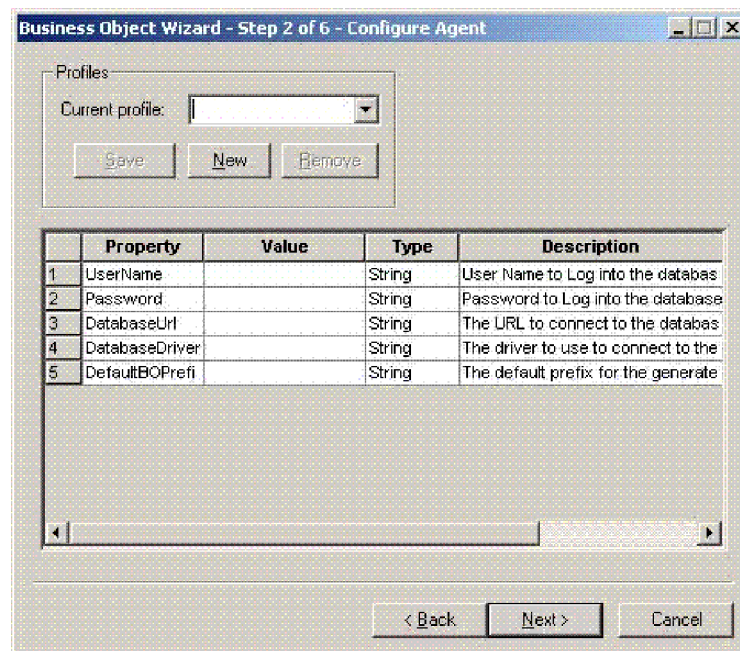 Business Object Wizard - Step 2 of 6 - Configure Agent
Profiles
Current profile:
Save New Remove
Property Value Type Description
1 UserName String User Name to Log into the databas
2 Password String Password to Log into the database
3 DatabaseUrl String The URL to connect to the databas
4 DatabaseDriver String The driver to use to connect to the
5 DefaultBOPrefi String The default prefix for the generate
< Back Next > Cancel